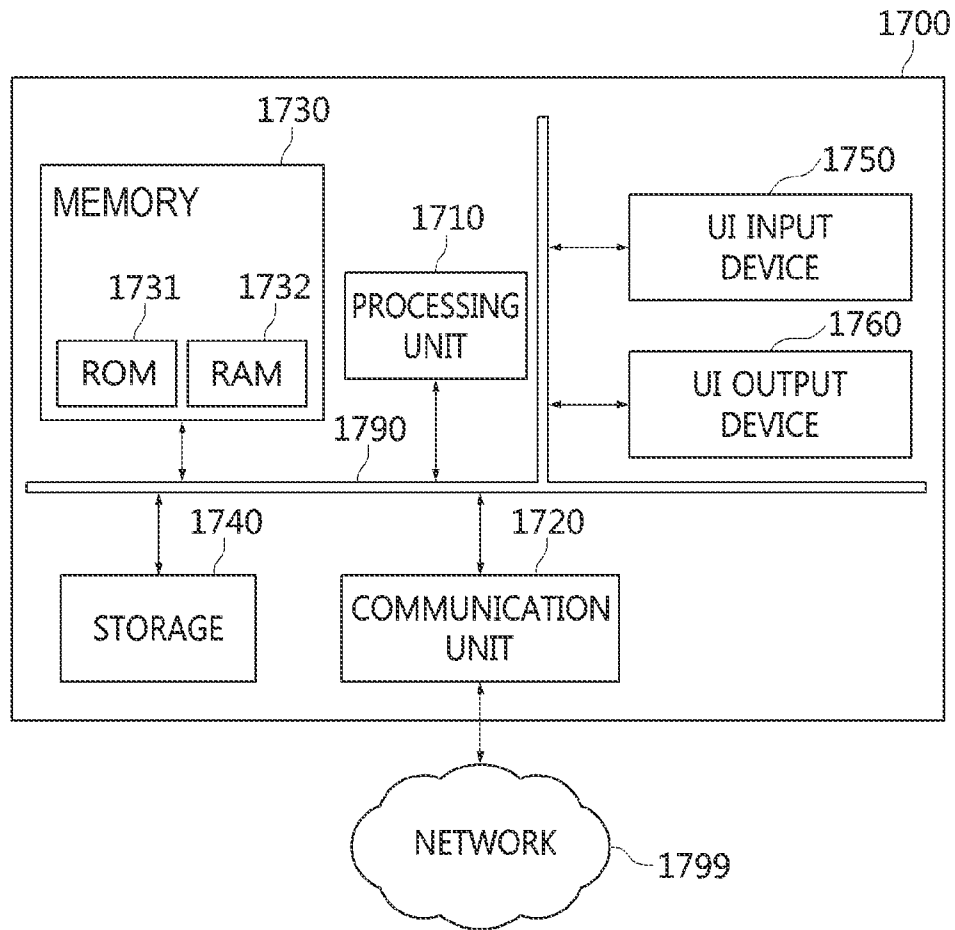 1700
1730
MEMORY
1731
1732
ROM
RAM
1710
PROCESSING
UNIT
1750
UI INPUT
DEVICE
1760
UI OUTPUT
DEVICE
1790
1740
STORAGE
1720
COMMUNICATION
UNIT
NETWORK
1799